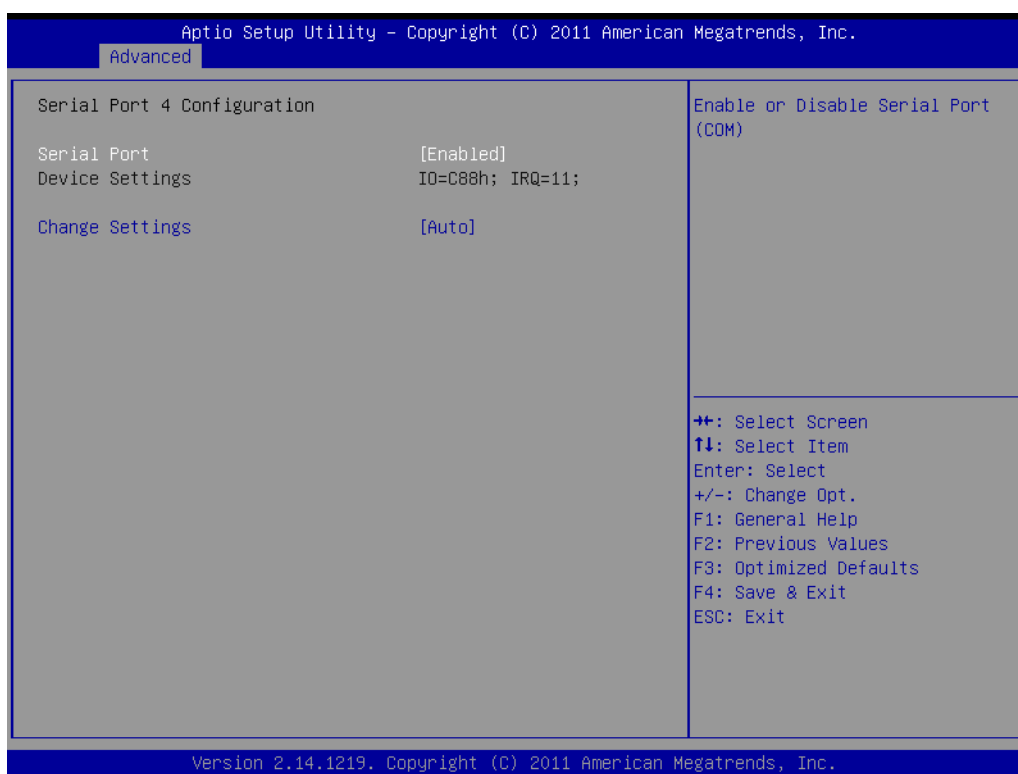 Aptio Setup Utility – Copyright (C) 2011 American Megatrends, Inc.
Advanced
Serial Port 4 Configuration
Serial Port [Enabled]
Device Settings IO=C88h; IRQ=11;
Change Settings [Auto]
Enable or Disable Serial Port
(COM)
→←: Select Screen
↑↓: Select Item
Enter: Select
+/-: Change Opt.
F1: General Help
F2: Previous Values
F3: Optimized Defaults
F4: Save & Exit
ESC: Exit
Version 2.14.1219. Copyright (C) 2011 American Megatrends, Inc.